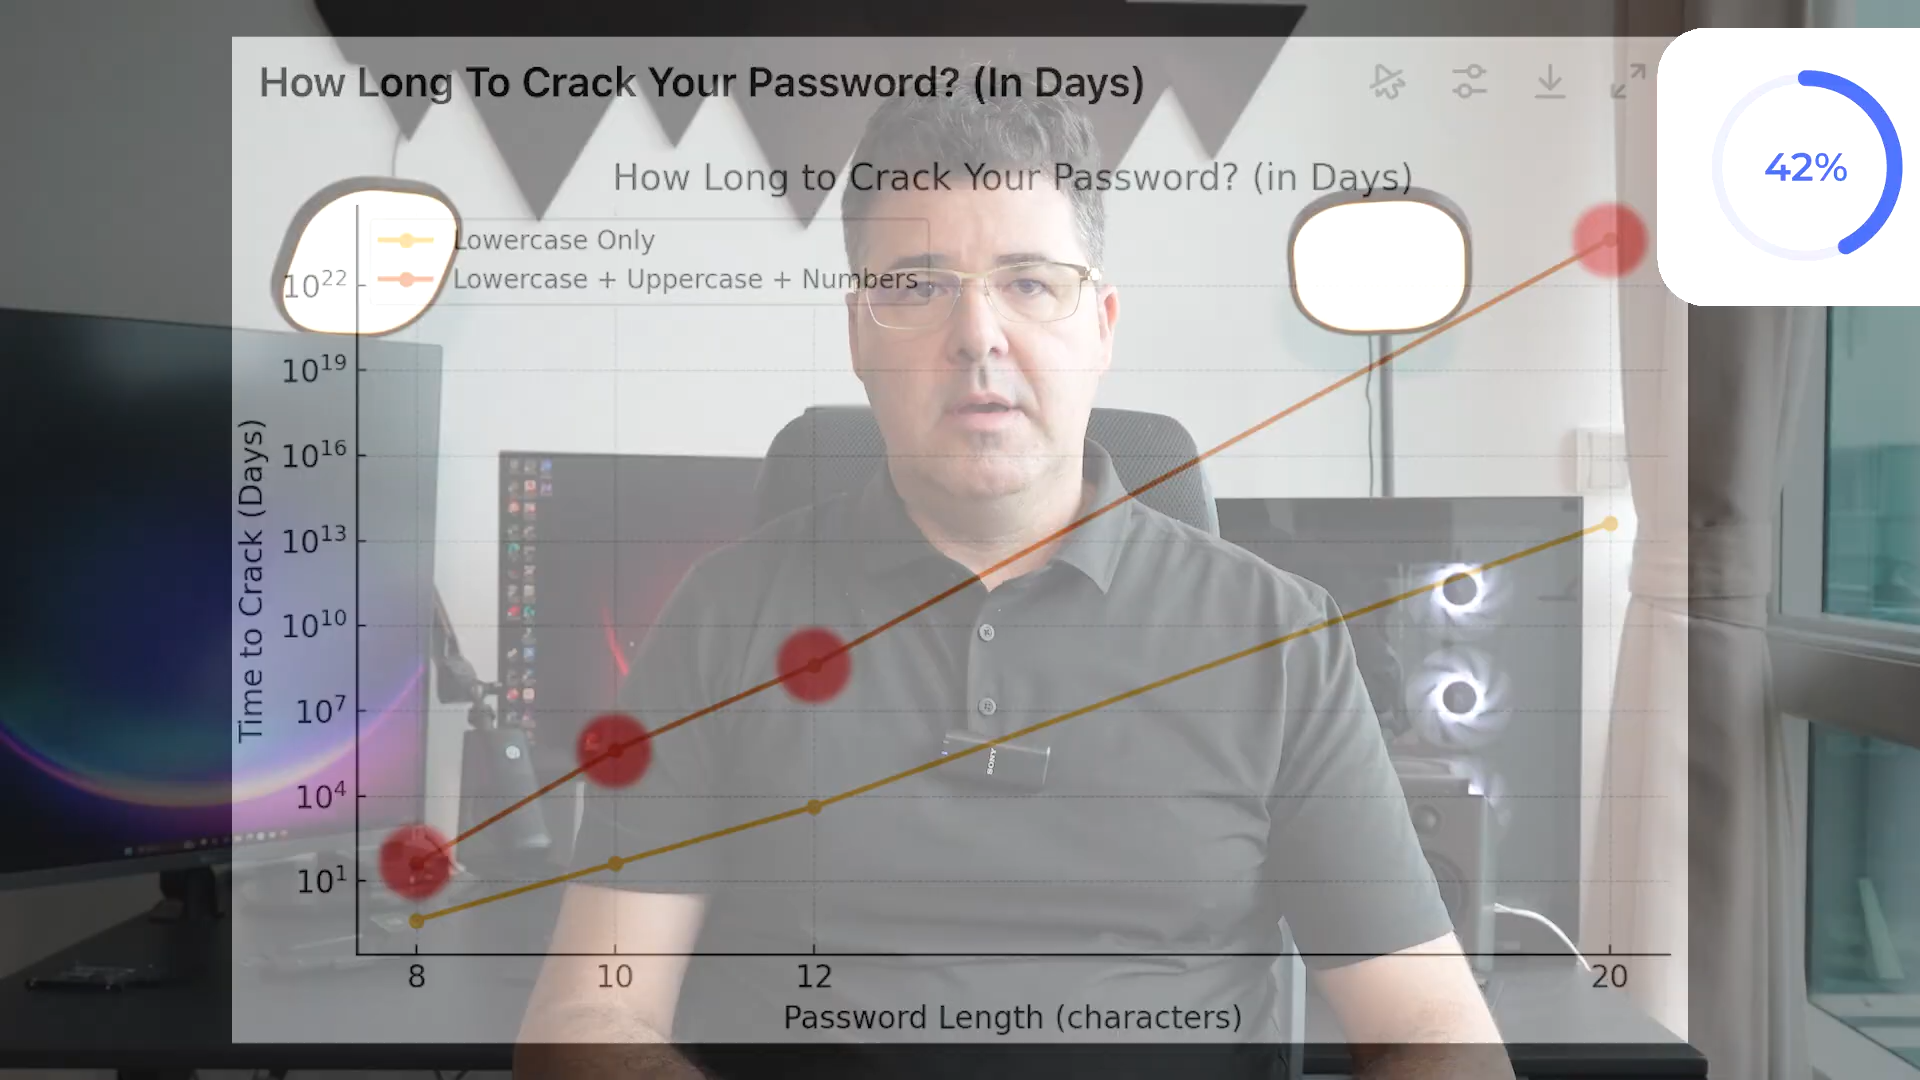 How Long To Crack Your Password? (In Days)
How Long to Crack Your Password? (in Days)
42%
Lowercase Only
Lowercase + Uppercase + Numbers
10²²
10¹⁹
10¹⁶
10¹³
10¹⁰
10⁷
10⁴
10¹
Time to Crack (Days)
SONY
8 10 12 20
Password Length (characters)